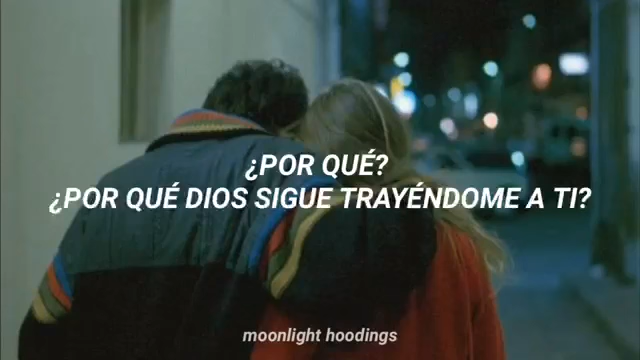 ¿POR QUÉ?
¿POR QUÉ DIOS SIGUE TRAYÉNDOME A TI?
moonlight hoodings